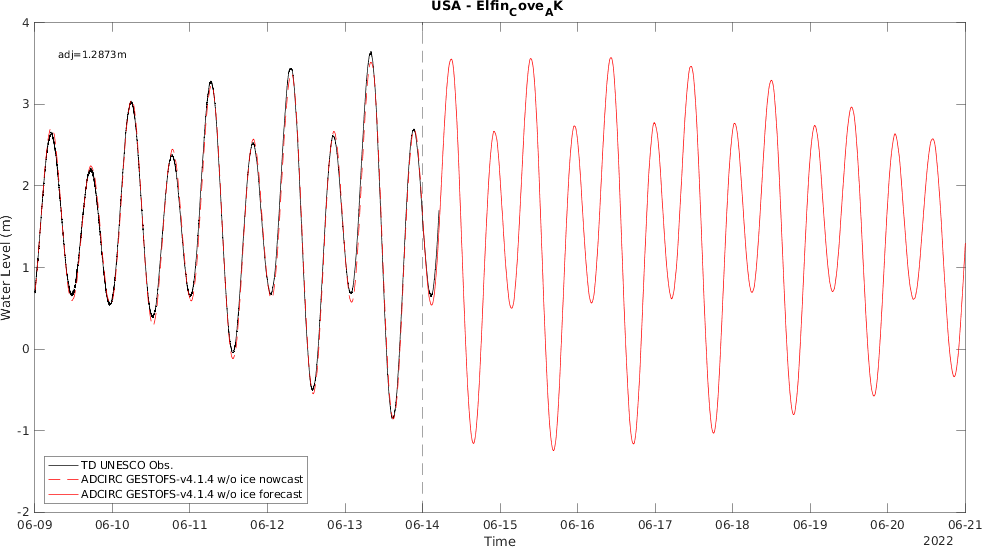 USA - Elfin_Cove_AK
4
adj=1.2873m
3
2
1
0
-1
-2
Water Level (m)
TD UNESCO Obs.
ADCIRC GESTOFS-v4.1.4 w/o ice nowcast
ADCIRC GESTOFS-v4.1.4 w/o ice forecast
06-09 06-10 06-11 06-12 06-13 06-14 06-15 06-16 06-17 06-18 06-19 06-20 06-21
Time
2022